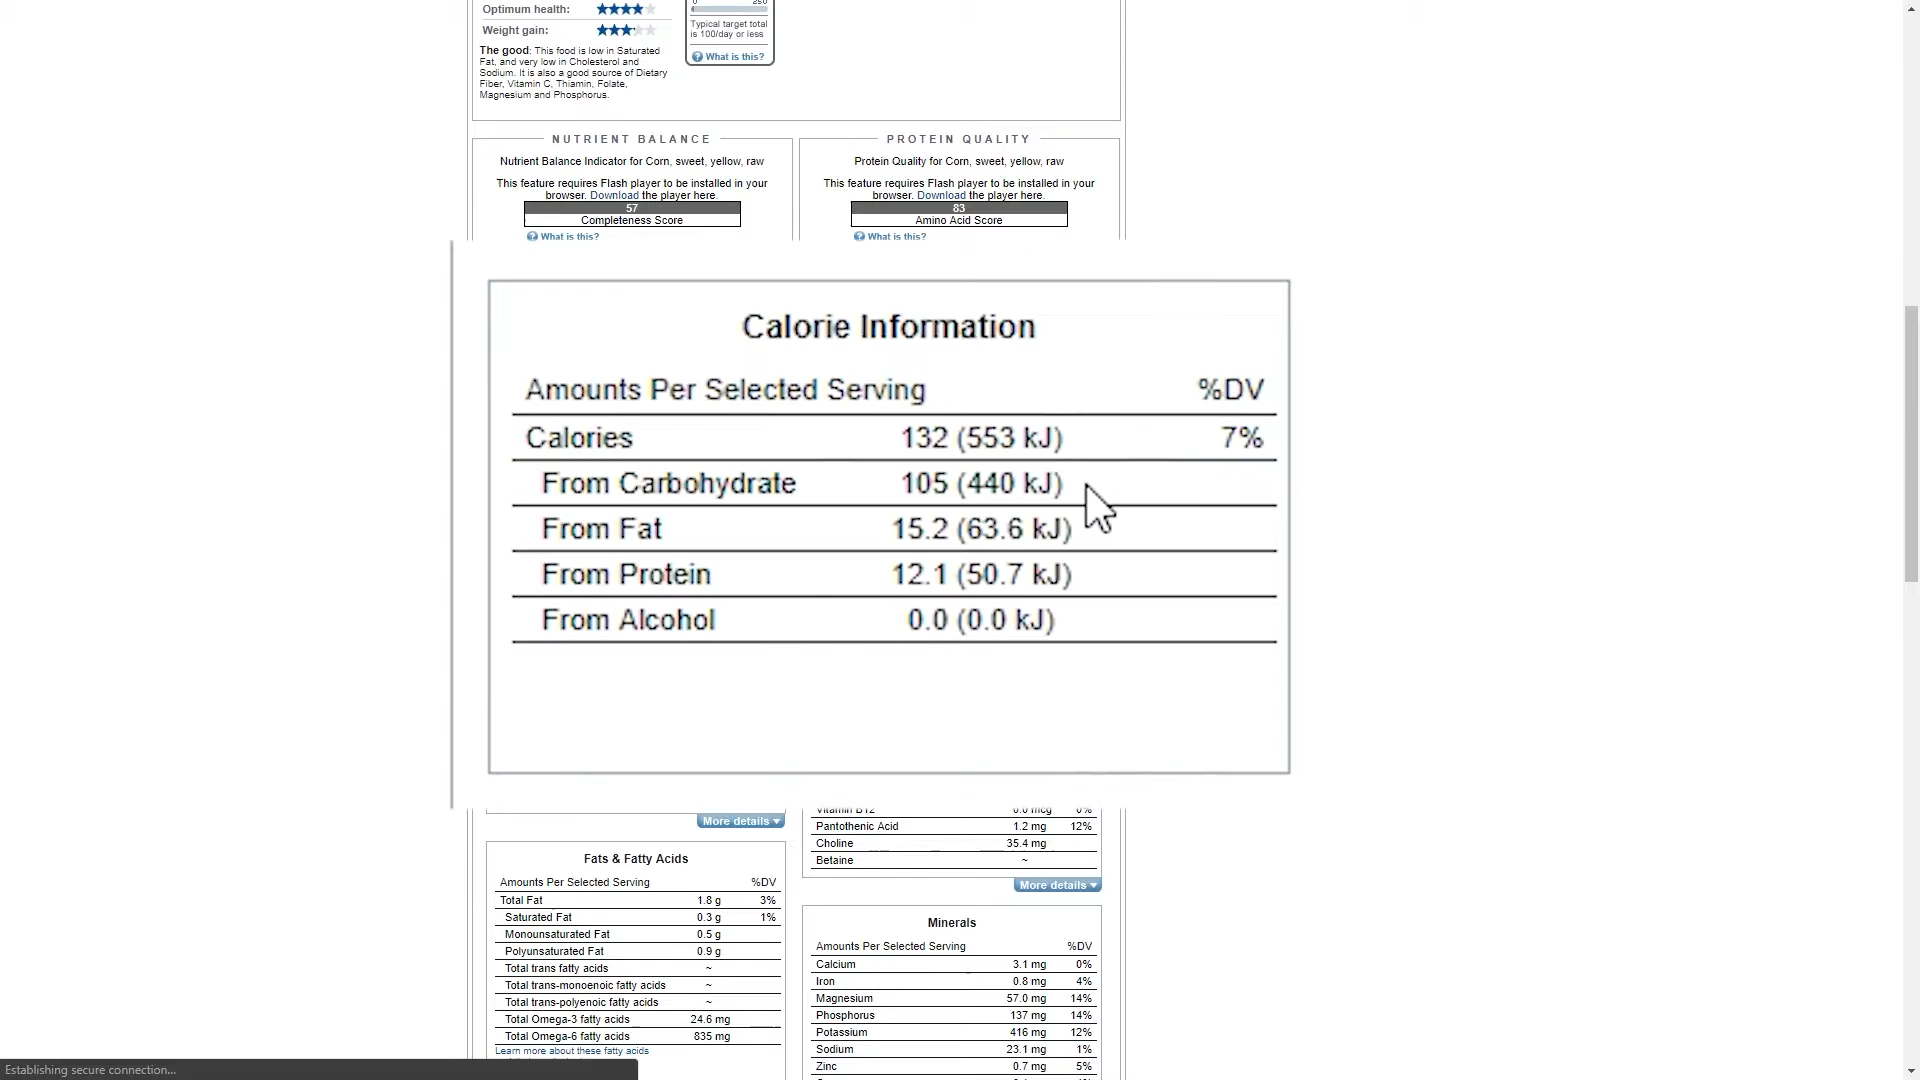 Optimum health:
Weight gain:
The good: This food is low in Saturated
Fat, and very low in Cholesterol and
Sodium. It is also a good source of Dietary
Fiber, Vitamin C, Thiamin, Folate,
Magnesium and Phosphorus.
0 250
Typical target total
is 100/day or less
What is this?
NUTRIENT BALANCE
Nutrient Balance Indicator for Corn, sweet, yellow, raw
This feature requires Flash player to be installed in your
browser. Download the player here.
57
Completeness Score
What is this?
PROTEIN QUALITY
Protein Quality for Corn, sweet, yellow, raw
This feature requires Flash player to be installed in your
browser. Download the player here.
83
Amino Acid Score
What is this?
Calorie Information
Amounts Per Selected Serving %DV
Calories 132 (553 kJ) 7%
From Carbohydrate 105 (440 kJ)
From Fat 15.2 (63.6 kJ)
From Protein 12.1 (50.7 kJ)
From Alcohol 0.0 (0.0 kJ)
More details
Fats & Fatty Acids
Amounts Per Selected Serving %DV
Total Fat 1.8 g 3%
Saturated Fat 0.3 g 1%
Monounsaturated Fat 0.5 g
Polyunsaturated Fat 0.9 g
Total trans fatty acids ~
Total trans-monoenoic fatty acids ~
Total trans-polyenoic fatty acids ~
Total Omega-3 fatty acids 24.6 mg
Total Omega-6 fatty acids 835 mg
Learn more about these fatty acids
Vitamin B12 0.0 mcg 0%
Pantothenic Acid 1.2 mg 12%
Choline 35.4 mg
Betaine ~
More details
Minerals
Amounts Per Selected Serving %DV
Calcium 3.1 mg 0%
Iron 0.8 mg 4%
Magnesium 57.0 mg 14%
Phosphorus 137 mg 14%
Potassium 416 mg 12%
Sodium 23.1 mg 1%
Zinc 0.7 mg 5%
Establishing secure connection...